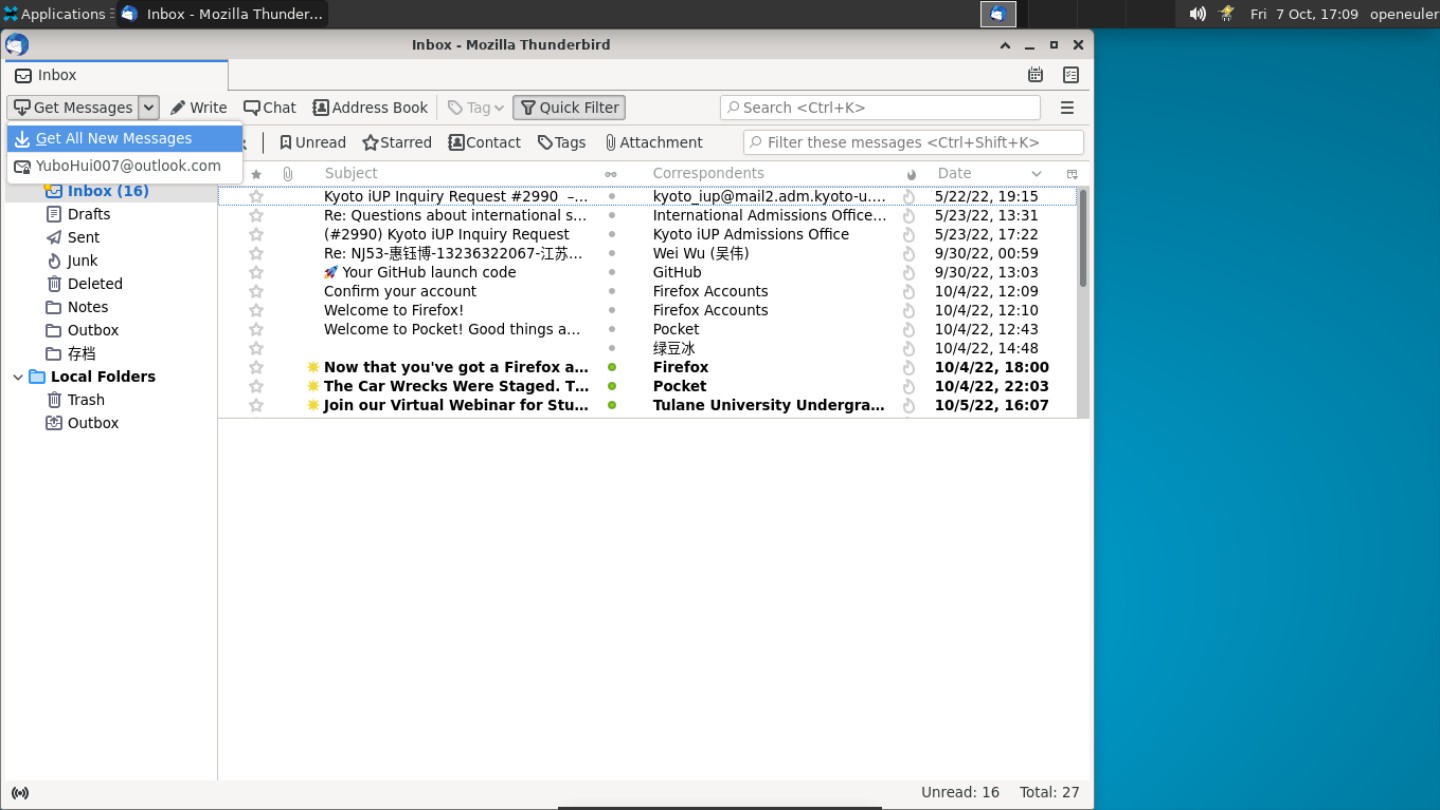 Applications Inbox - Mozilla Thunder... Fri 7 Oct, 17:09 openeuler
Inbox - Mozilla Thunderbird
Inbox
Get Messages Write Chat Address Book Tag Quick Filter Search <Ctrl+K>
Get All New Messages
Unread Starred Contact Tags Attachment Filter these messages <Ctrl+Shift+K>
YuboHui007@outlook.com
Subject Correspondents Date
Inbox (16)
Drafts
Sent
Junk
Deleted
Notes
Outbox
存档
Local Folders
Trash
Outbox
Kyoto iUP Inquiry Request #2990 –... kyoto_iup@mail2.adm.kyoto-u.... 5/22/22, 19:15
Re: Questions about international s... International Admissions Office... 5/23/22, 13:31
(#2990) Kyoto iUP Inquiry Request Kyoto iUP Admissions Office 5/23/22, 17:22
Re: NJ53-惠钰博-13236322067-江苏... Wei Wu (吴伟) 9/30/22, 00:59
🚀 Your GitHub launch code GitHub 9/30/22, 13:03
Confirm your account Firefox Accounts 10/4/22, 12:09
Welcome to Firefox! Firefox Accounts 10/4/22, 12:10
Welcome to Pocket! Good things a... Pocket 10/4/22, 12:43
绿豆冰 10/4/22, 14:48
Now that you've got a Firefox a... Firefox 10/4/22, 18:00
The Car Wrecks Were Staged. T... Pocket 10/4/22, 22:03
Join our Virtual Webinar for Stu... Tulane University Undergra... 10/5/22, 16:07
Unread: 16 Total: 27